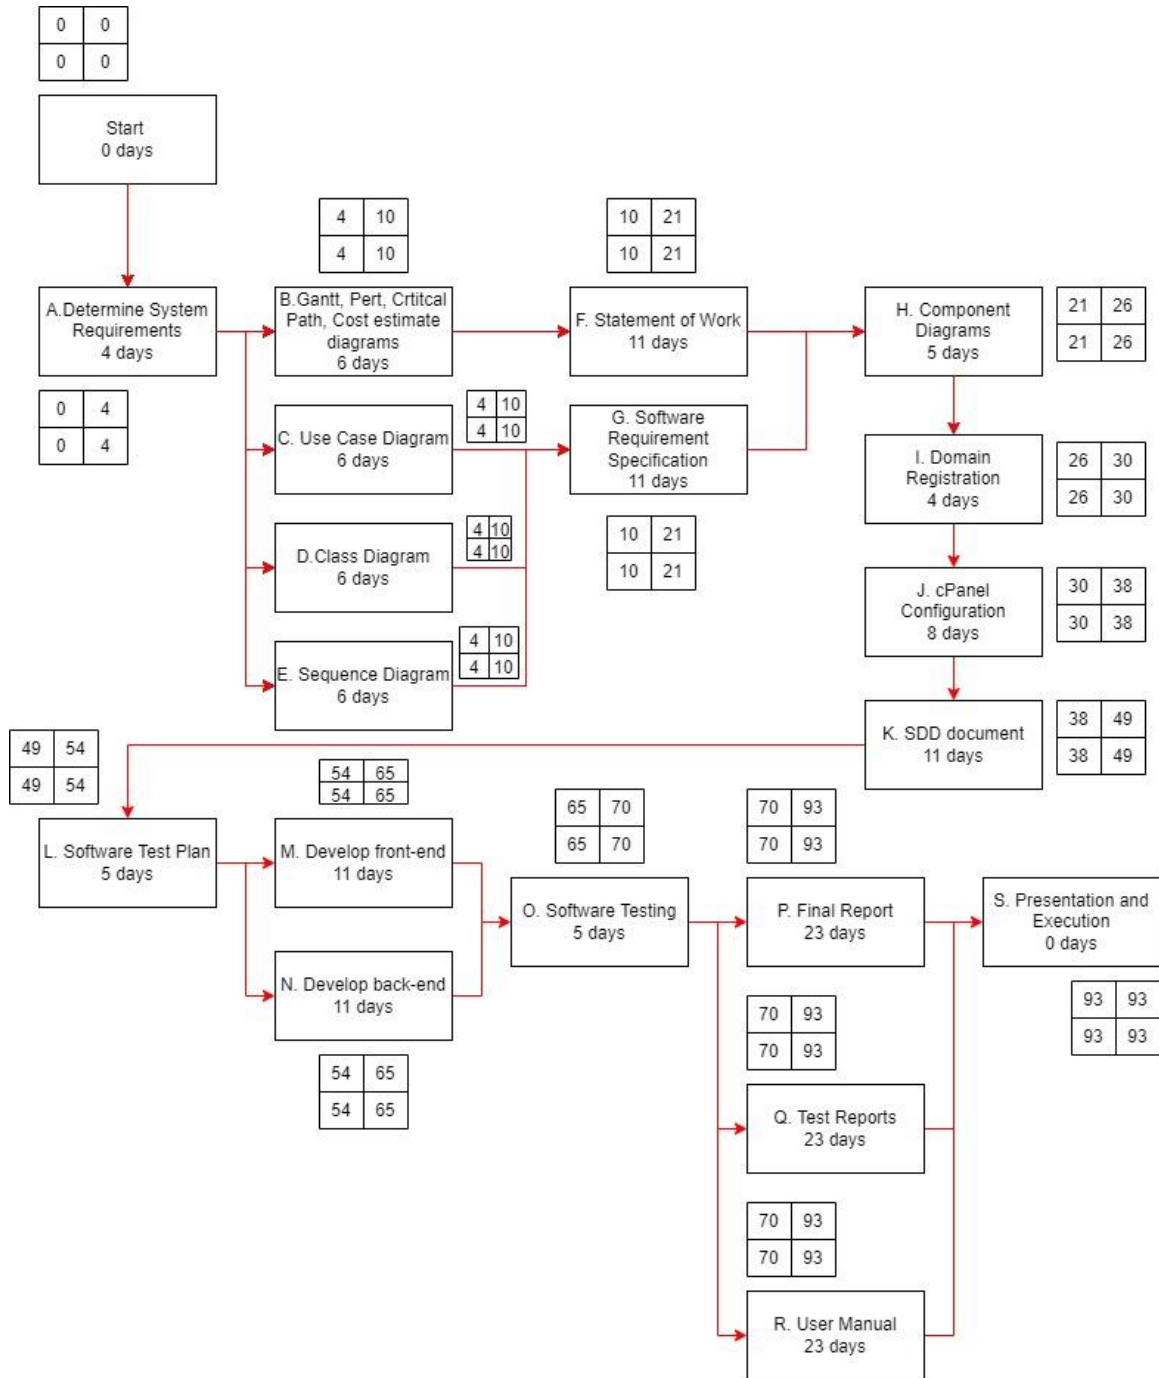 0 0
0 0
Start
0 days
4 10
4 10
10 21
10 21
A.Determine System
Requirements
4 days
B.Gantt, Pert, Crtitcal
Path, Cost estimate
diagrams
6 days
F. Statement of Work
11 days
H. Component
Diagrams
5 days
21 26
21 26
0 4
0 4
C. Use Case Diagram
6 days
4 10
4 10
G. Software
Requirement
Specification
11 days
I. Domain
Registration
4 days
26 30
26 30
D.Class Diagram
6 days
4 10
4 10
10 21
10 21
J. cPanel
Configuration
8 days
30 38
30 38
E. Sequence Diagram
6 days
4 10
4 10
K. SDD document
11 days
38 49
38 49
49 54
49 54
54 65
54 65
65 70
65 70
70 93
70 93
L. Software Test Plan
5 days
M. Develop front-end
11 days
O. Software Testing
5 days
P. Final Report
23 days
S. Presentation and
Execution
0 days
N. Develop back-end
11 days
70 93
70 93
93 93
93 93
54 65
54 65
Q. Test Reports
23 days
70 93
70 93
R. User Manual
23 days